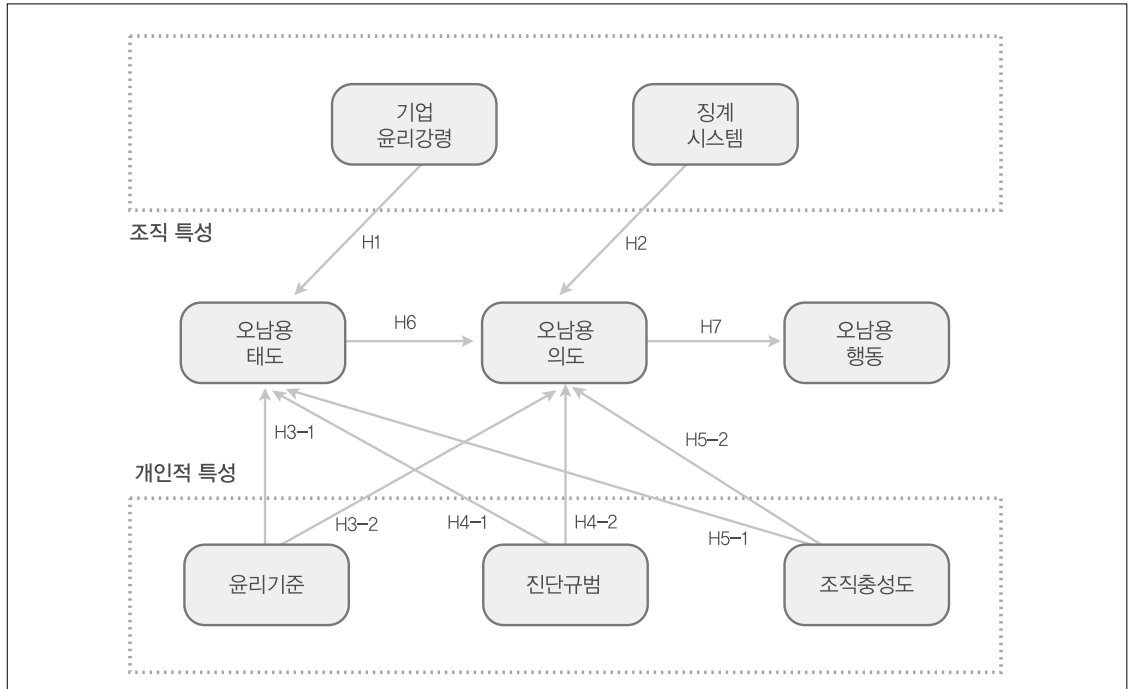 기업
윤리강령
징계
시스템
조직 특성
H1
H2
오남용
태도
H6
오남용
의도
H7
오남용
행동
H3-1
H5-2
개인적 특성
H3-2
H4-1
H4-2
H5-1
윤리기준
진단규범
조직충성도